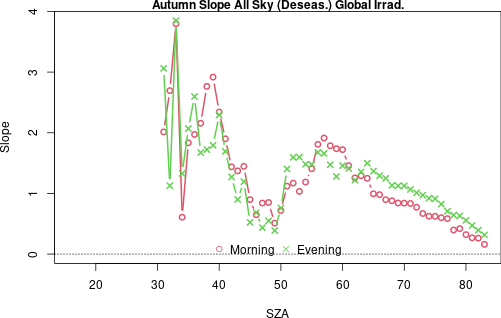 Autumn Slope All Sky (Deseas.) Global Irrad.
Slope
4
3
2
1
0
Morning Evening
20 30 40 50 60 70 80
SZA